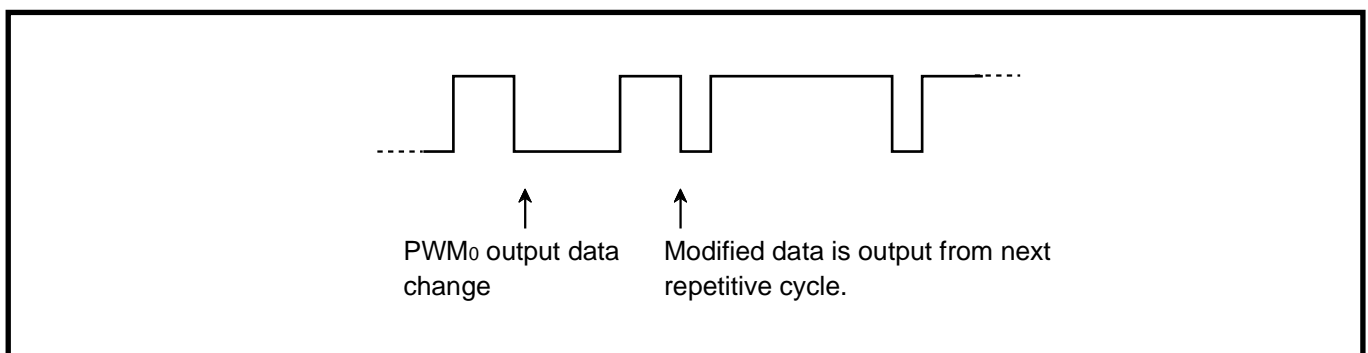 PWM0 output data
change
Modified data is output from next
repetitive cycle.